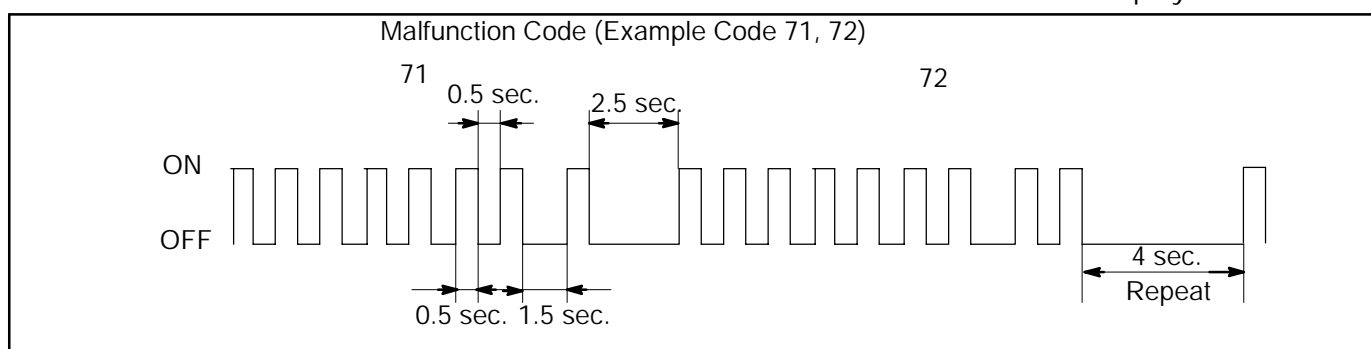 Malfunction Code (Example Code 71, 72)
71
72
0.5 sec.
2.5 sec.
ON
OFF
4 sec.
Repeat
0.5 sec.
1.5 sec.